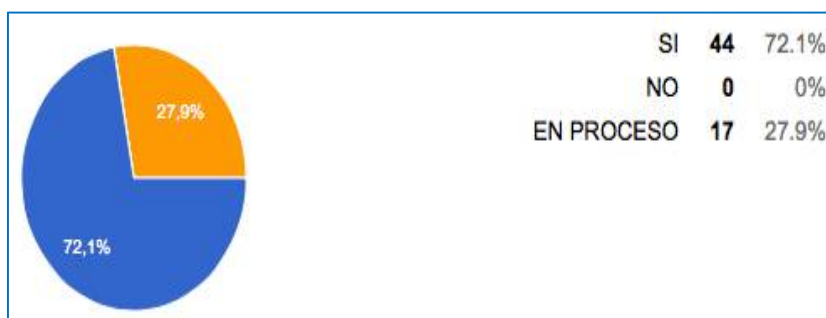 27,9%
72,1%
SI 44 72.1%
NO 0 0%
EN PROCESO 17 27.9%